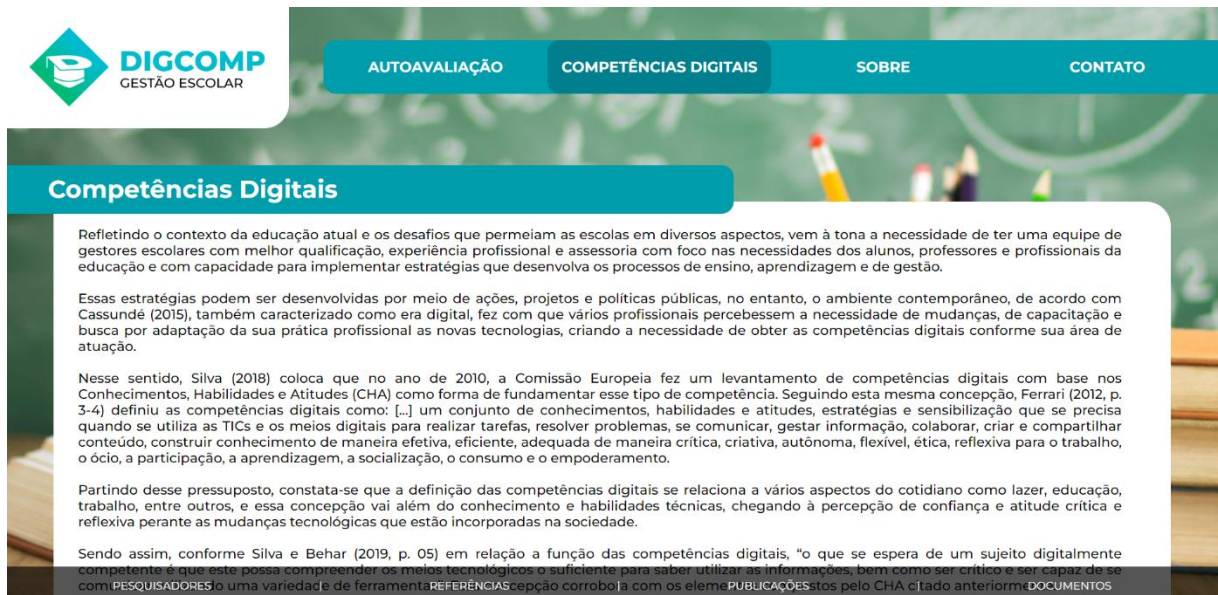 DIGCOMP
GESTÃO ESCOLAR
AUTOAVALIAÇÃO COMPETÊNCIAS DIGITAIS SOBRE CONTATO
Competências Digitais
Refletindo o contexto da educação atual e os desafios que permeiam as escolas em diversos aspectos, vem à tona a necessidade de ter uma equipe de
gestores escolares com melhor qualificação, experiência profissional e assessoria com foco nas necessidades dos alunos, professores e profissionais da
educação e com capacidade para implementar estratégias que desenvolva os processos de ensino, aprendizagem e de gestão.
Essas estratégias podem ser desenvolvidas por meio de ações, projetos e políticas públicas, no entanto, o ambiente contemporâneo, de acordo com
Cassundé (2015), também caracterizado como era digital, fez com que vários profissionais percebessem a necessidade de mudanças, de capacitação e
busca por adaptação da sua prática profissional as novas tecnologias, criando a necessidade de obter as competências digitais conforme sua área de
atuação.
Nesse sentido, Silva (2018) coloca que no ano de 2010, a Comissão Europeia fez um levantamento de competências digitais com base nos
Conhecimentos, Habilidades e Atitudes (CHA) como forma de fundamentar esse tipo de competência. Seguindo esta mesma concepção, Ferrari (2012, p.
3-4) definiu as competências digitais como: [...] um conjunto de conhecimentos, habilidades e atitudes, estratégias e sensibilização que se precisa
quando se utiliza as TICs e os meios digitais para realizar tarefas, resolver problemas, se comunicar, gestar informação, colaborar, criar e compartilhar
conteúdo, construir conhecimento de maneira efetiva, eficiente, adequada de maneira crítica, criativa, autônoma, flexível, ética, reflexiva para o trabalho,
o ócio, a participação, a aprendizagem, a socialização, o consumo e o empoderamento.
Partindo desse pressuposto, constata-se que a definição das competências digitais se relaciona a vários aspectos do cotidiano como lazer, educação,
trabalho, entre outros, e essa concepção vai além do conhecimento e habilidades técnicas, chegando à percepção de confiança e atitude crítica e
reflexiva perante as mudanças tecnológicas que estão incorporadas na sociedade.
Sendo assim, conforme Silva e Behar (2019, p. 05) em relação a função das competências digitais, “o que se espera de um sujeito digitalmente
competente é que este possa compreender os meios tecnológicos o suficiente para saber utilizar as informações, bem como ser crítico e ser capaz de se
uma variedade de com os pelo CHA citado
PESQUISADORES | REFERÊNCIAS | PUBLICAÇÕES | DOCUMENTOS